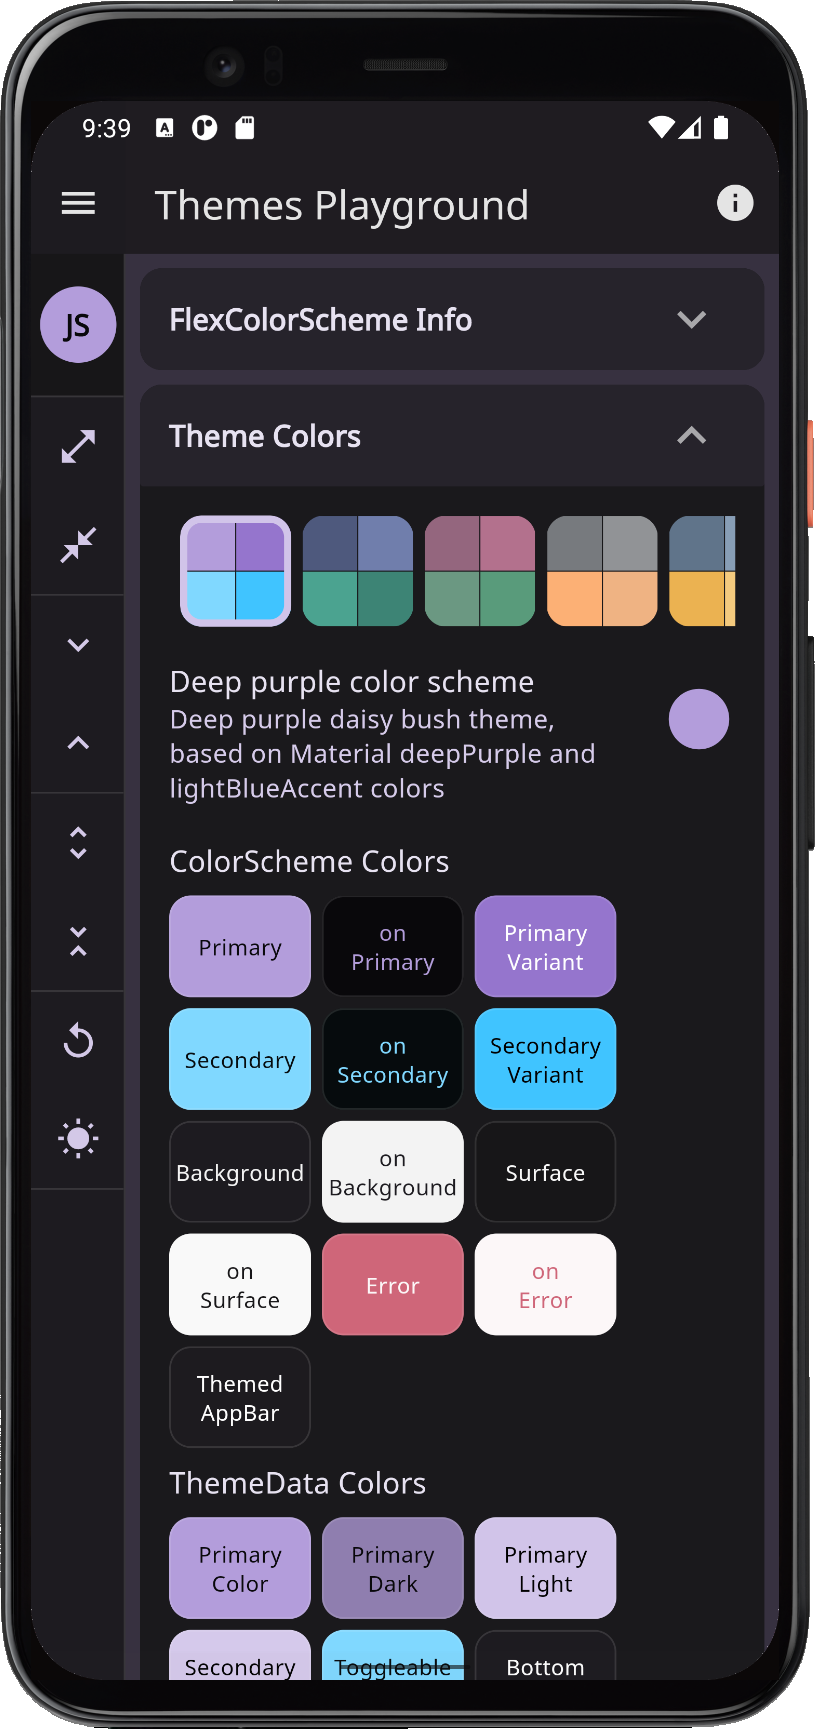 9:39
A
Themes Playground
JS
FlexColorScheme Info
Theme Colors
Deep purple color scheme
Deep purple daisy bush theme,
based on Material deepPurple and
lightBlueAccent colors
ColorScheme Colors
Primary
on
Primary
Primary
Variant
Secondary
on
Secondary
Secondary
Variant
Background
on
Background
Surface
on
Surface
Error
on
Error
Themed
AppBar
ThemeData Colors
Primary
Color
Primary
Dark
Primary
Light
Secondary
Toggleable
Bottom